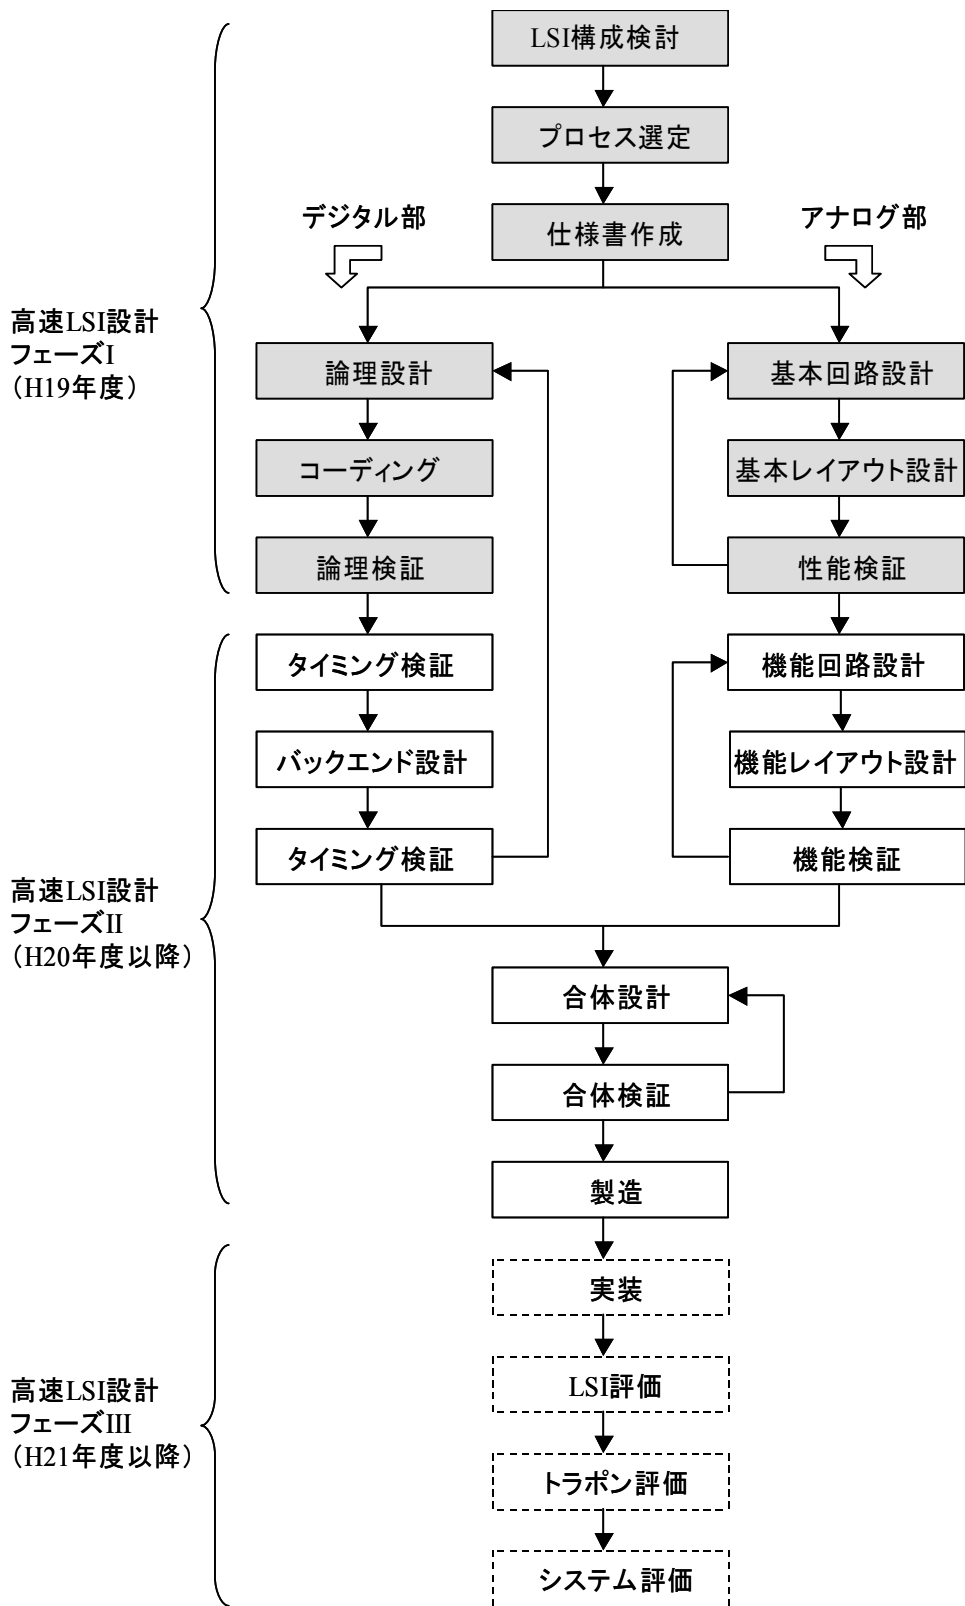 LSI構成検討
プロセス選定
デジタル部
仕様書作成
アナログ部
高速LSI設計
フェーズI
（H19年度）
論理設計
基本回路設計
コーディング
基本レイアウト設計
論理検証
性能検証
タイミング検証
機能回路設計
バックエンド設計
機能レイアウト設計
タイミング検証
機能検証
高速LSI設計
フェーズII
（H20年度以降）
合体設計
合体検証
製造
実装
高速LSI設計
フェーズIII
（H21年度以降）
LSI評価
トラポン評価
システム評価